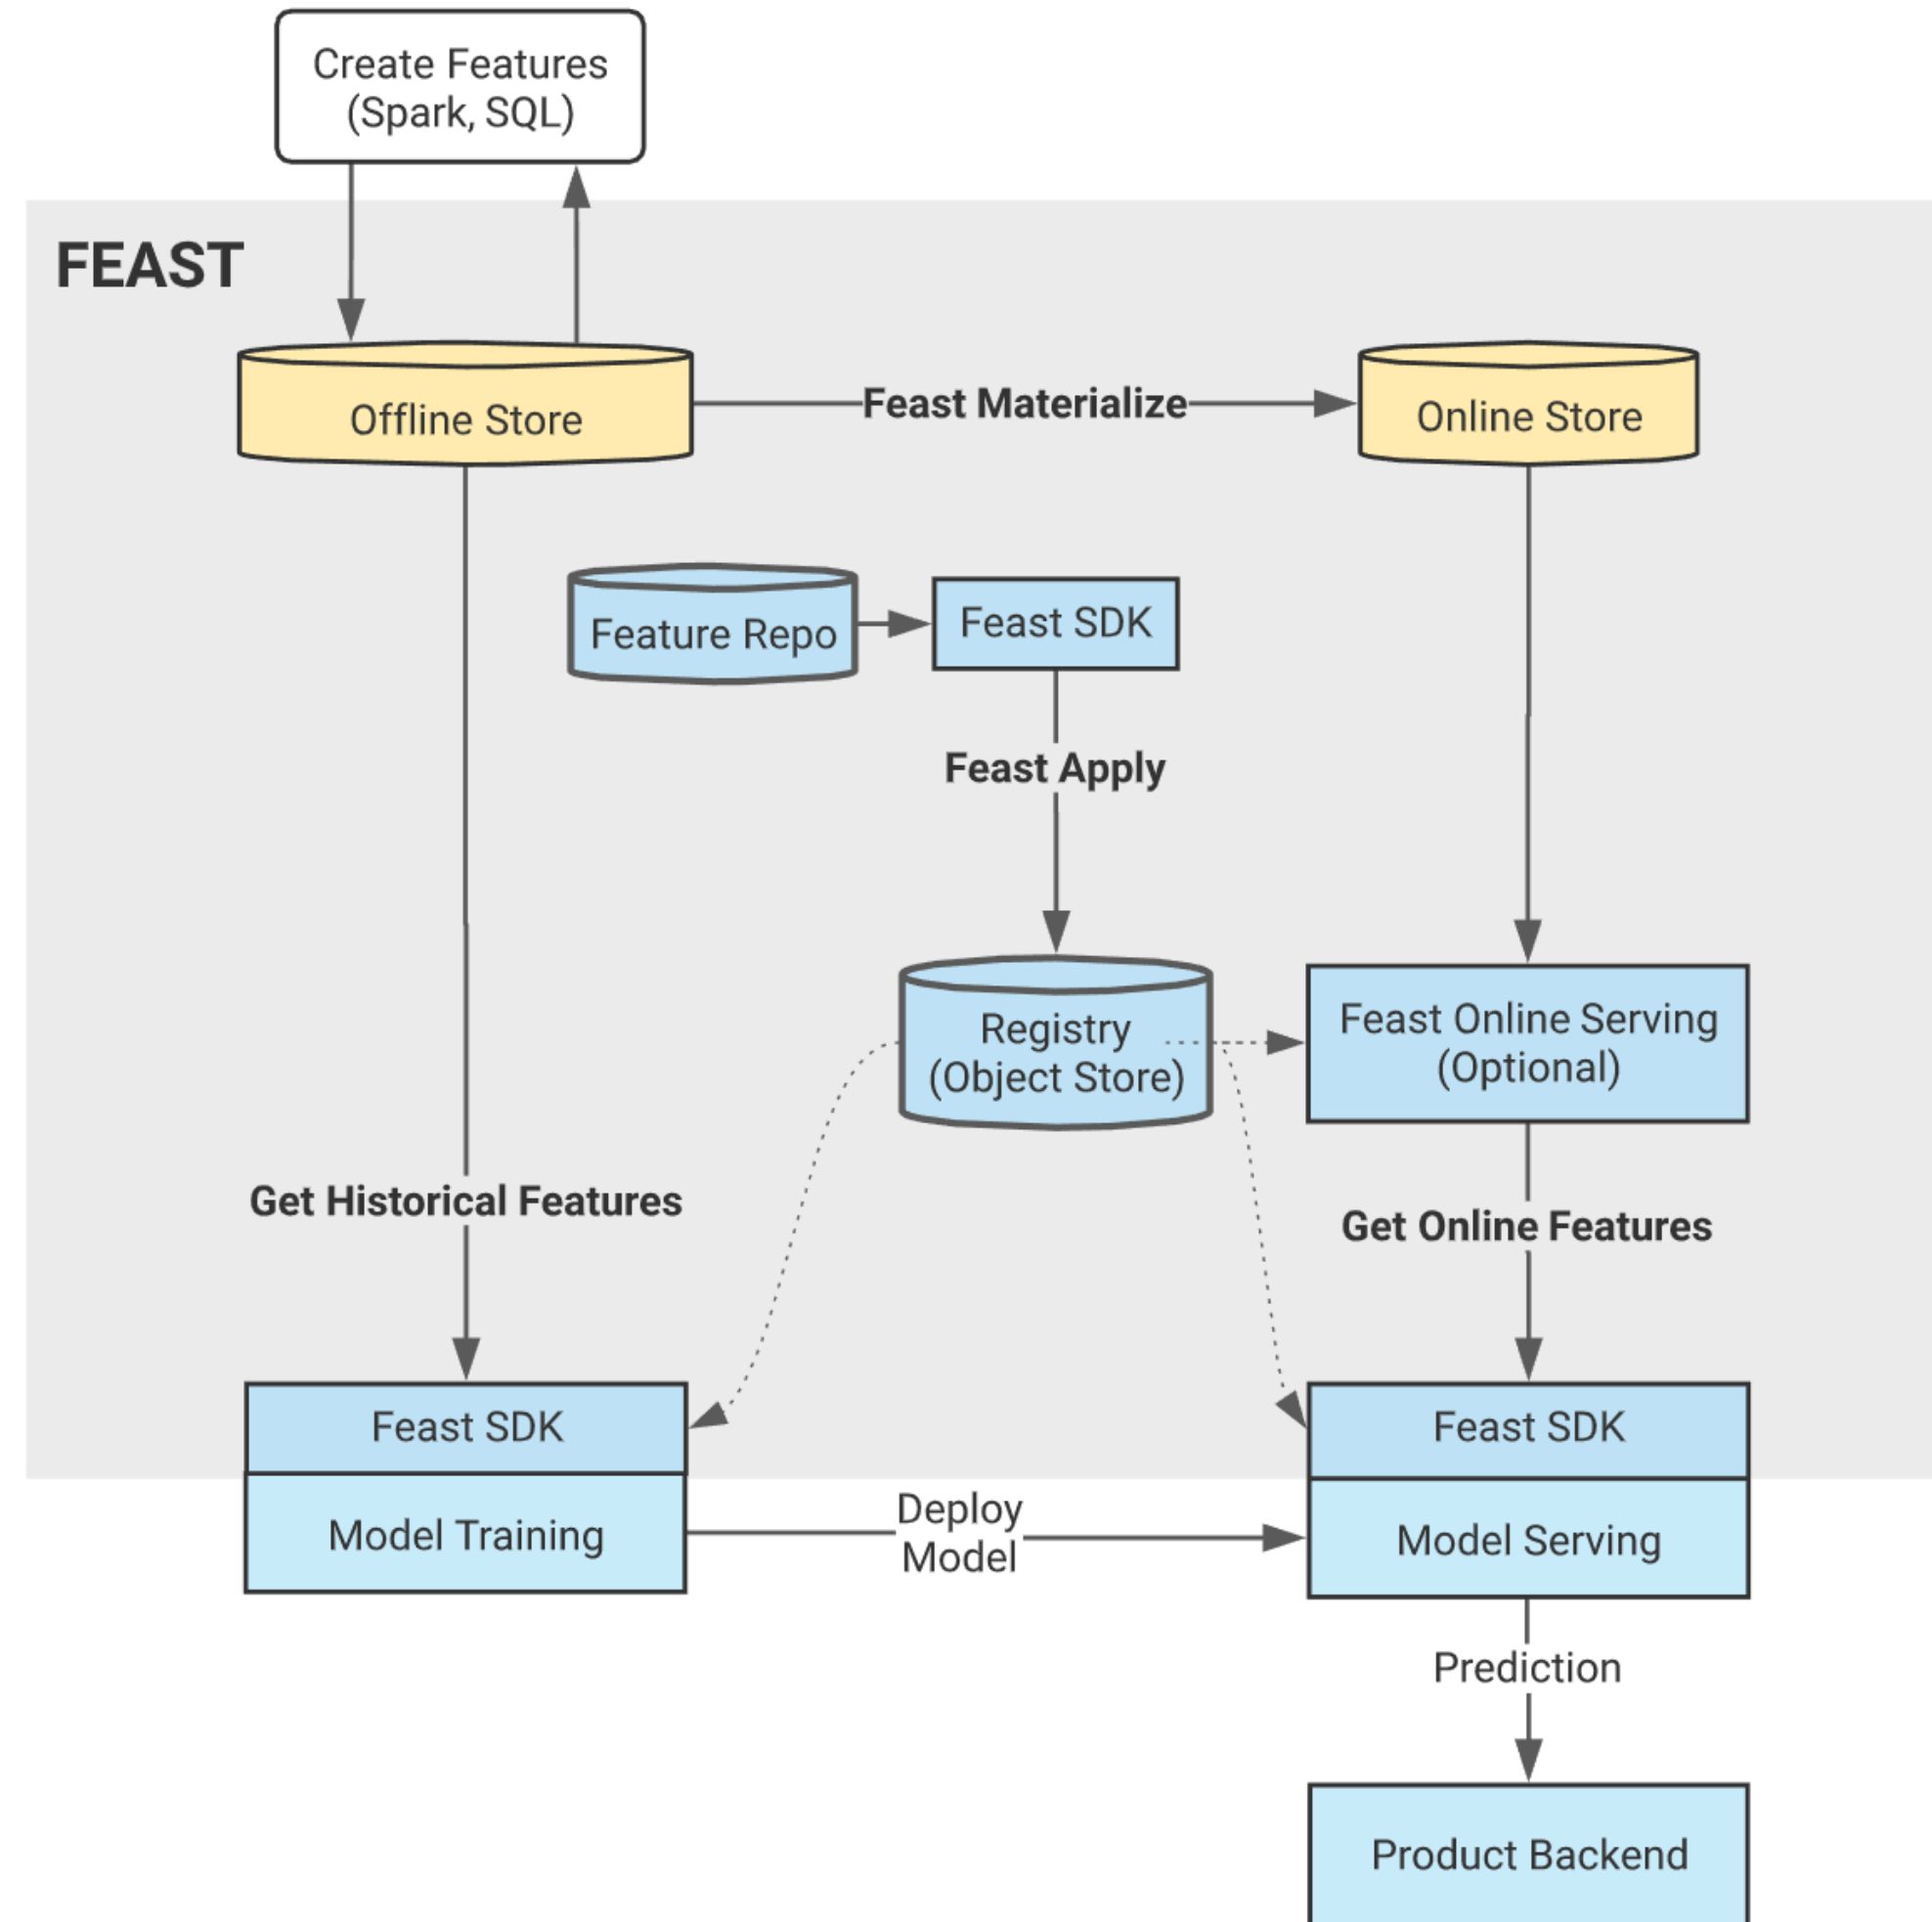 Create Features
(Spark, SQL)
FEAST
Offline Store
Feast Materialize
Online Store
Feature Repo
Feast SDK
Feast Apply
Registry
(Object Store)
Feast Online Serving
(Optional)
Get Historical Features
Get Online Features
Feast SDK
Feast SDK
Model Training
Deploy
Model
Model Serving
Prediction
Product Backend